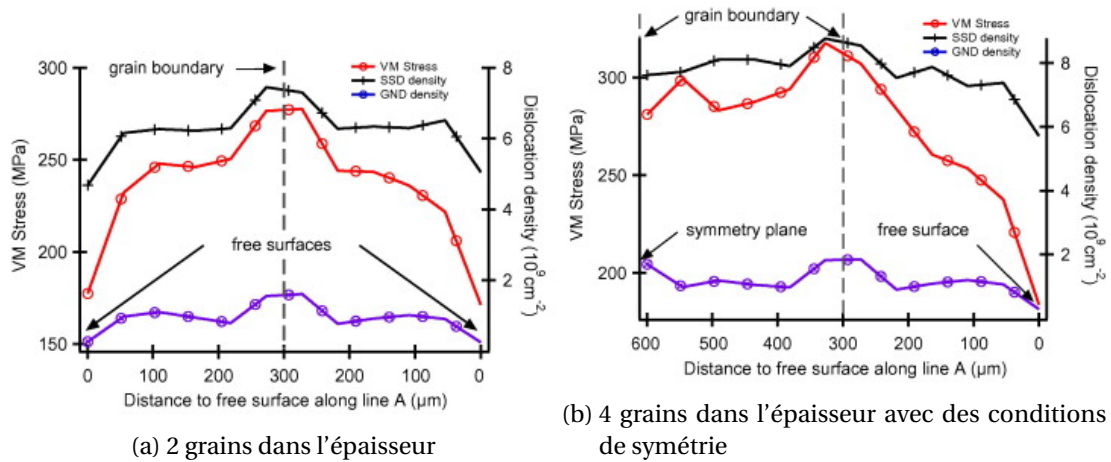 grain boundary
VM Stress
SSD density
GND density
300
250
200
150
VM Stress (MPa)
8
6
4
2
Dislocation density (10⁹ cm⁻²)
free surfaces
0 100 200 300 200 100 0
Distance to free surface along line A (µm)
(a) 2 grains dans l'épaisseur
grain boundary
VM Stress
SSD density
GND density
300
250
200
VM Stress (MPa)
8
6
4
2
Dislocation density (10⁹ cm⁻²)
symmetry plane
free surface
600 500 400 300 200 100 0
Distance to free surface along line A (µm)
(b) 4 grains dans l'épaisseur avec des conditions
de symétrie